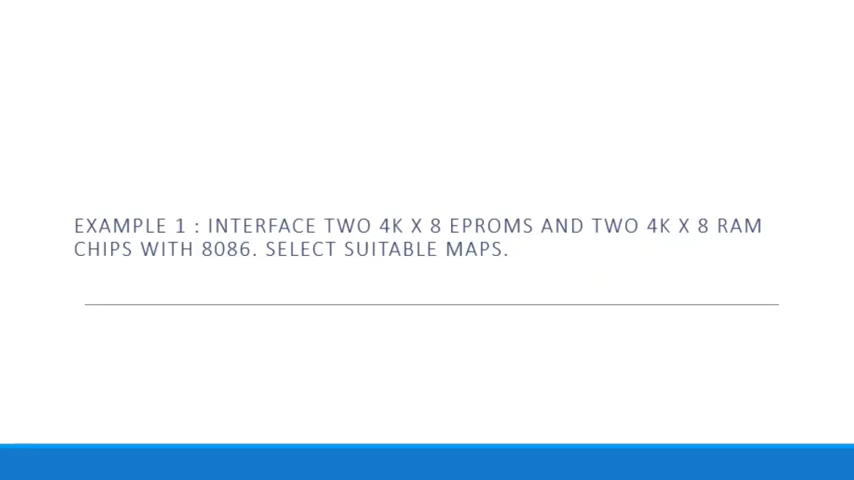 EXAMPLE 1 : INTERFACE TWO 4K X 8 EPROMS AND TWO 4K X 8 RAM
CHIPS WITH 8086. SELECT SUITABLE MAPS.